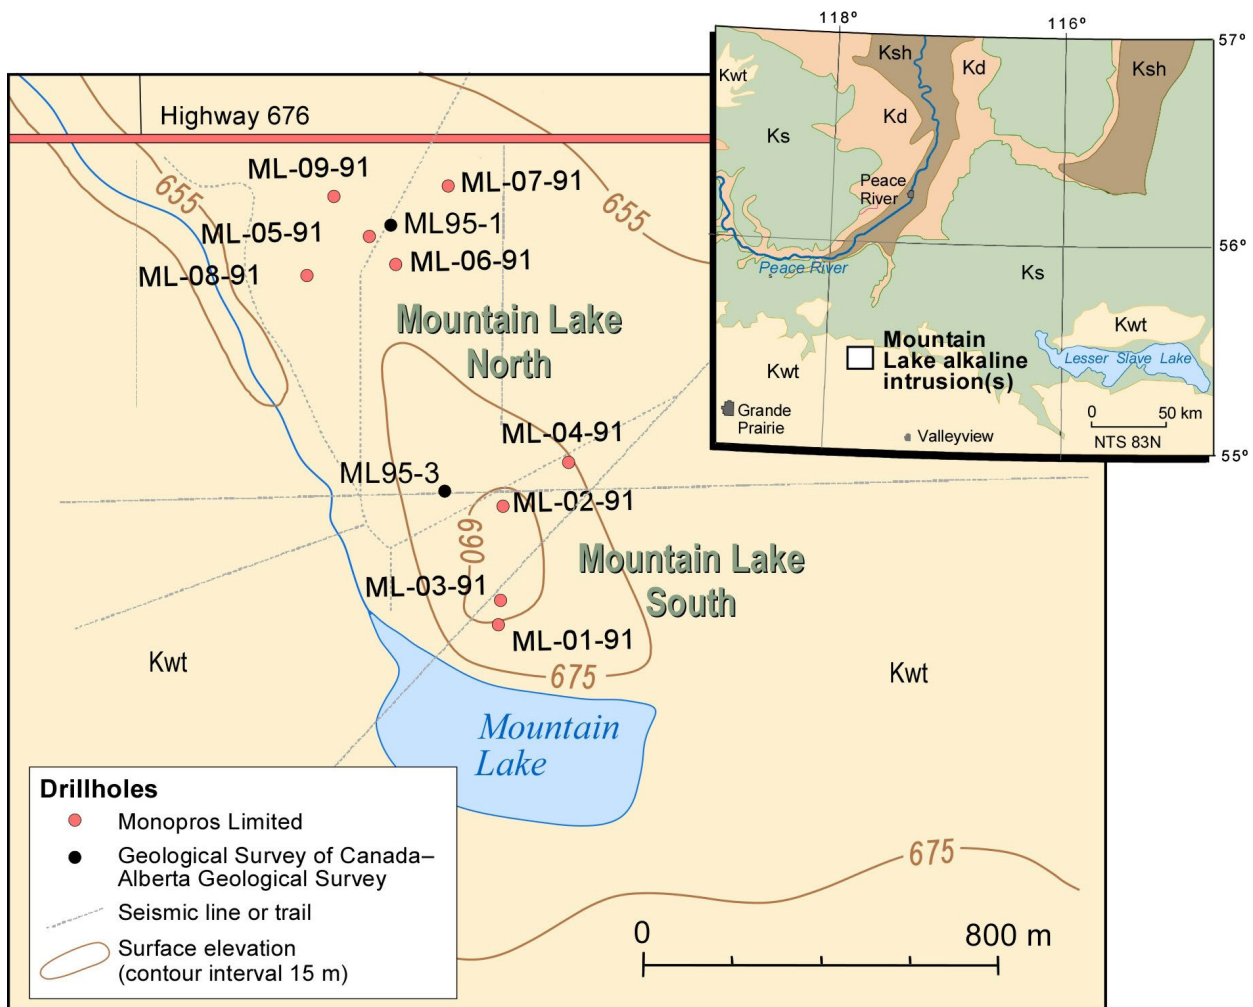 118°
116°
57°
Kwt
Ksh
Kd
Ksh
Kd
Ks
Peace
River
56°
Peace River
Ks
Kwt
Mountain
Lake alkaline
intrusion(s)
Lesser Slave Lake
Kwt
Grande
Prairie
Valleyview
0 50 km
NTS 83N
55°
Highway 676
655
ML-09-91
ML-07-91
655
ML95-1
ML-05-91
ML-06-91
ML-08-91
Mountain Lake
North
ML-04-91
ML95-3
ML-02-91
690
Mountain Lake
South
ML-03-91
ML-01-91
Kwt
675
Kwt
Mountain
Lake
675
Drillholes
Monopros Limited
Geological Survey of Canada–
Alberta Geological Survey
Seismic line or trail
Surface elevation
(contour interval 15 m)
0 800 m